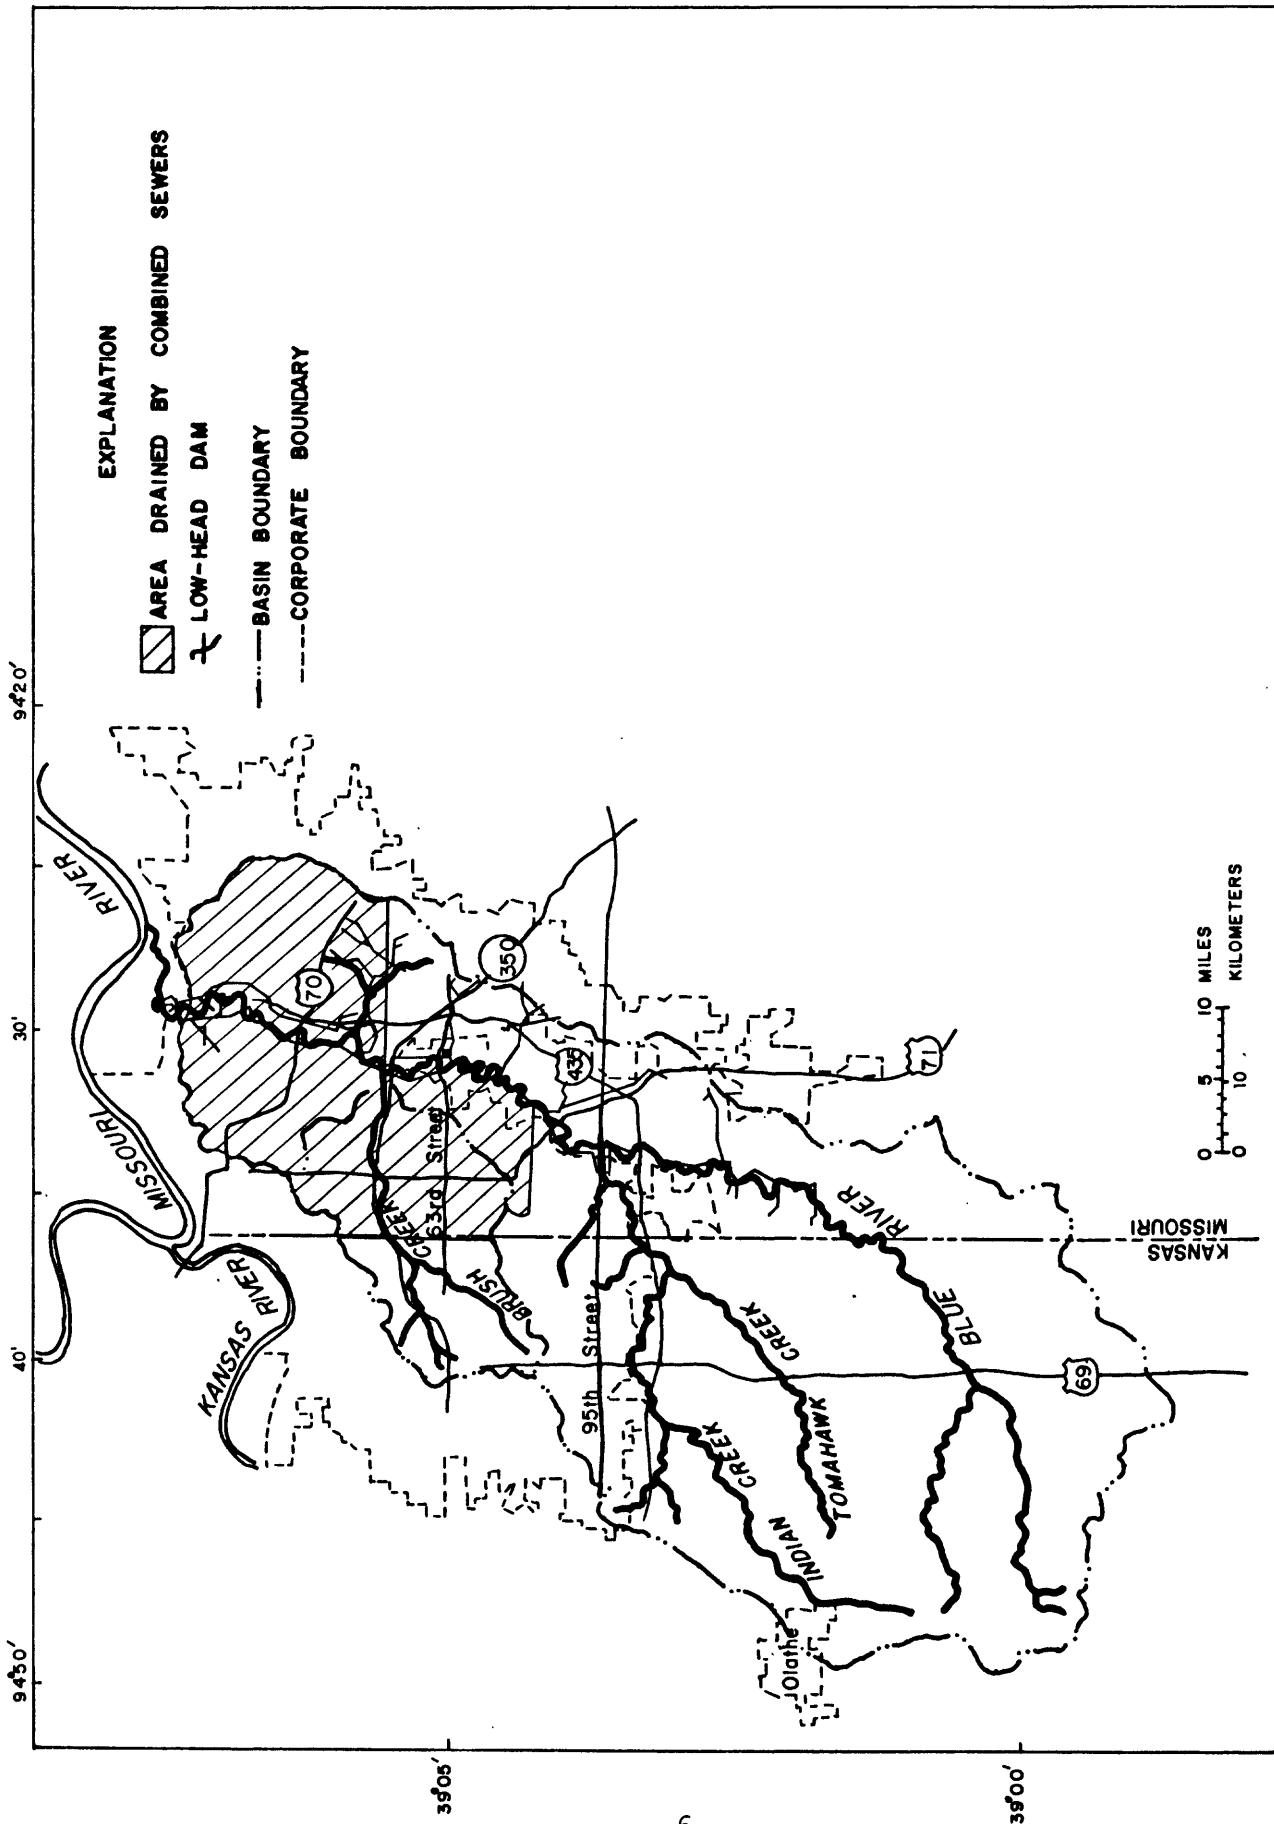 94°50'
40'
30'
94°20'
39°05'
39°00'
EXPLANATION
AREA DRAINED BY COMBINED SEWERS
LOW-HEAD DAM
BASIN BOUNDARY
CORPORATE BOUNDARY
MISSOURI RIVER
KANSAS RIVER
70
350
435
71
69
BRUSH CREEK
63rd Street
95th Street
INDIAN CREEK
TOMAHAWK CREEK
BLUE RIVER
Olathe
KANSAS
MISSOURI
0 5 10 MILES
0 10 KILOMETERS
6